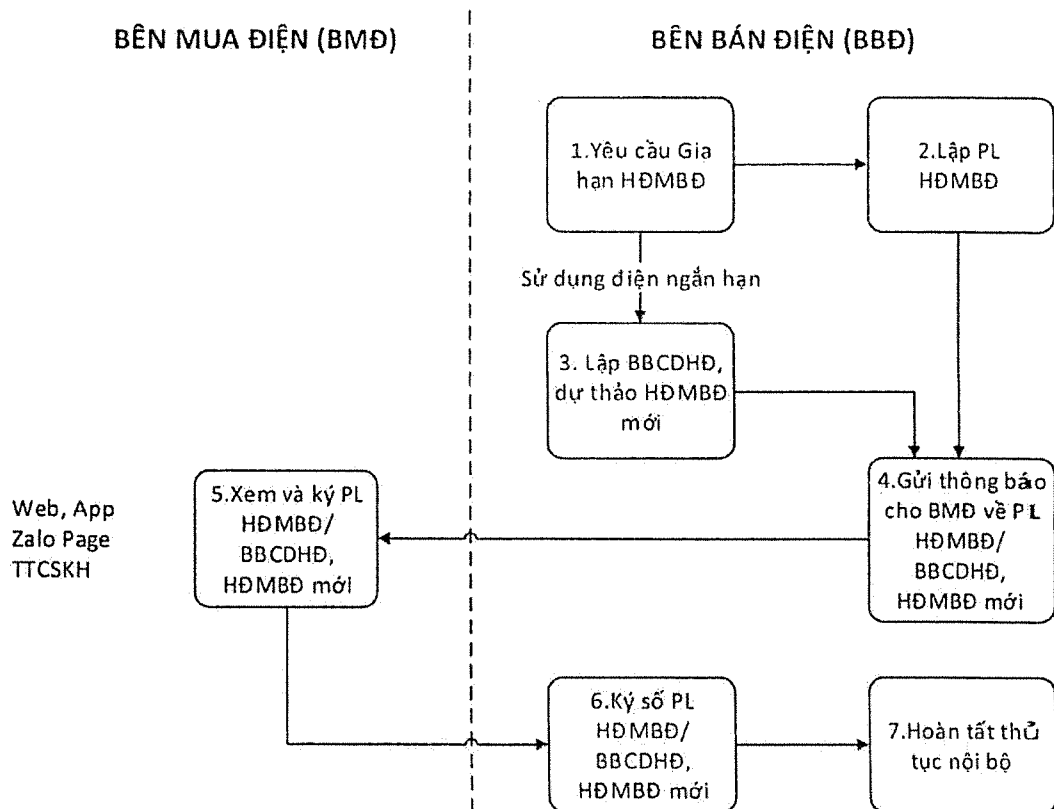 BÊN MUA ĐIỆN (BMĐ)
BÊN BÁN ĐIỆN (BBĐ)
1.Yêu cầu Gia
hạn HĐMBĐ
2.Lập PL
HĐMBĐ
Sử dụng điện ngắn hạn
3. Lập BBCDHĐ,
dự thảo HĐMBĐ
mới
4.Gửi thông báo
cho BMĐ về PL
HĐMBĐ/
BBCDHĐ,
HĐMBĐ mới
Web, App
Zalo Page
TTCSKH
5.Xem và ký PL
HĐMBĐ/
BBCDHĐ,
HĐMBĐ mới
6.Ký số PL
HĐMBĐ/
BBCDHĐ,
HĐMBĐ mới
7.Hoàn tất thủ
tục nội bộ